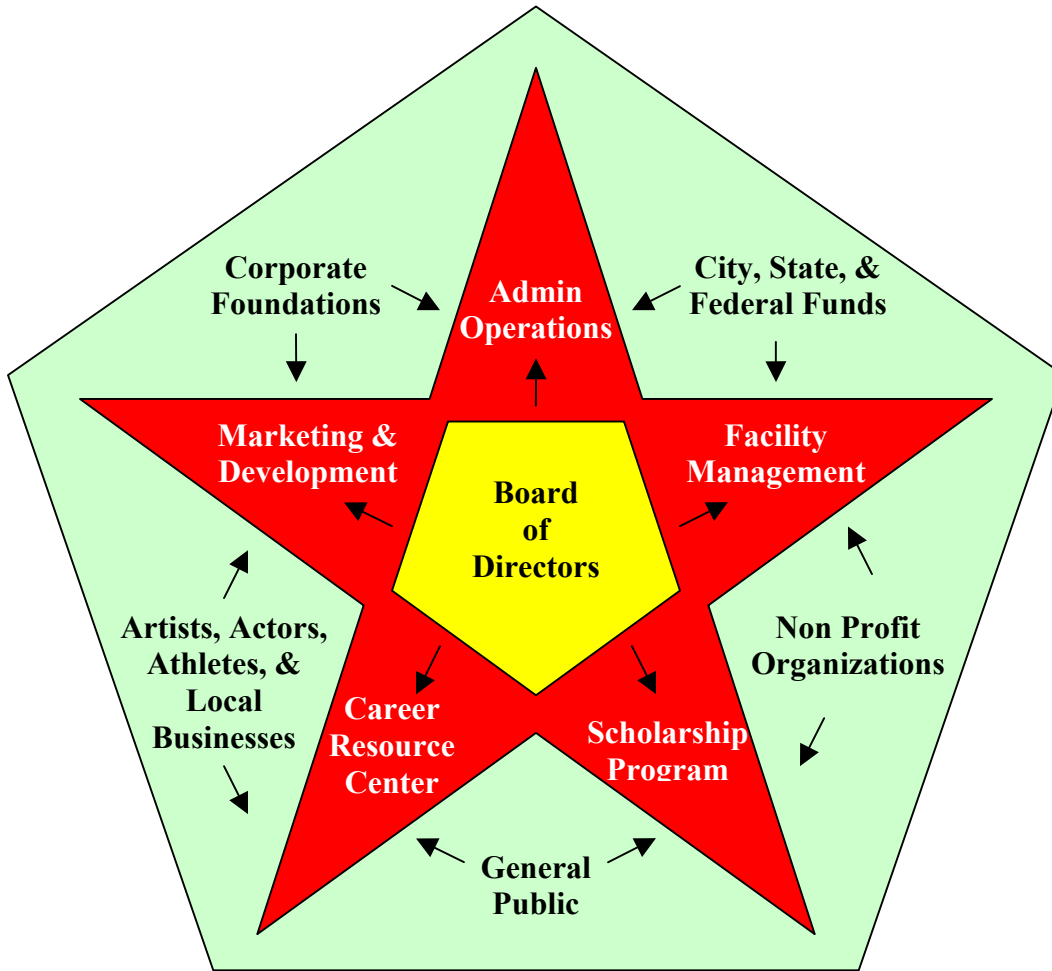 Corporate
Foundations
City, State, &
Federal Funds
Admin
Operations
Marketing &
Development
Facility
Management
Board
of
Directors
Artists, Actors,
Athletes, &
Local
Businesses
Non Profit
Organizations
Career
Resource
Center
Scholarship
Program
General
Public